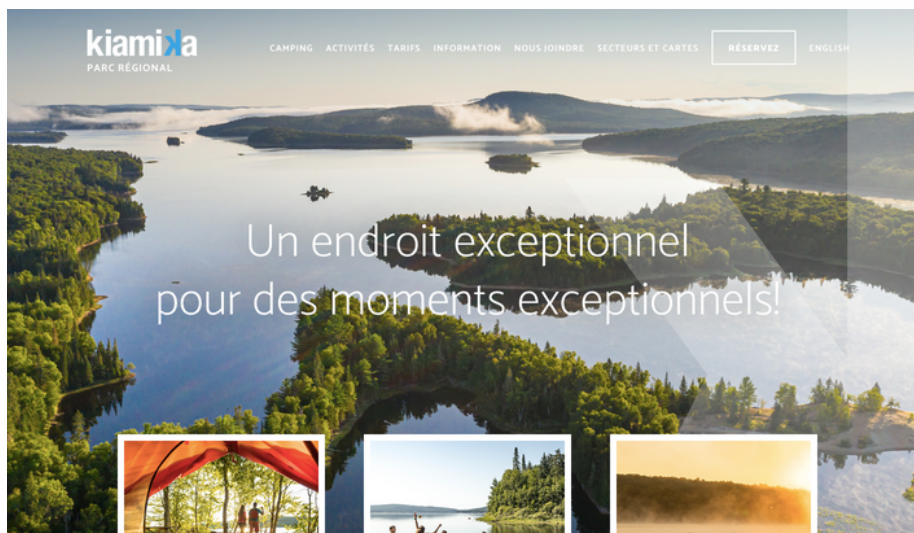 kiamika
PARC RÉGIONAL
CAMPING ACTIVITÉS TARIFS INFORMATION NOUS JOINDRE SECTEURS ET CARTES RÉSERVEZ ENGLISH
Un endroit exceptionnel
pour des moments exceptionnels!